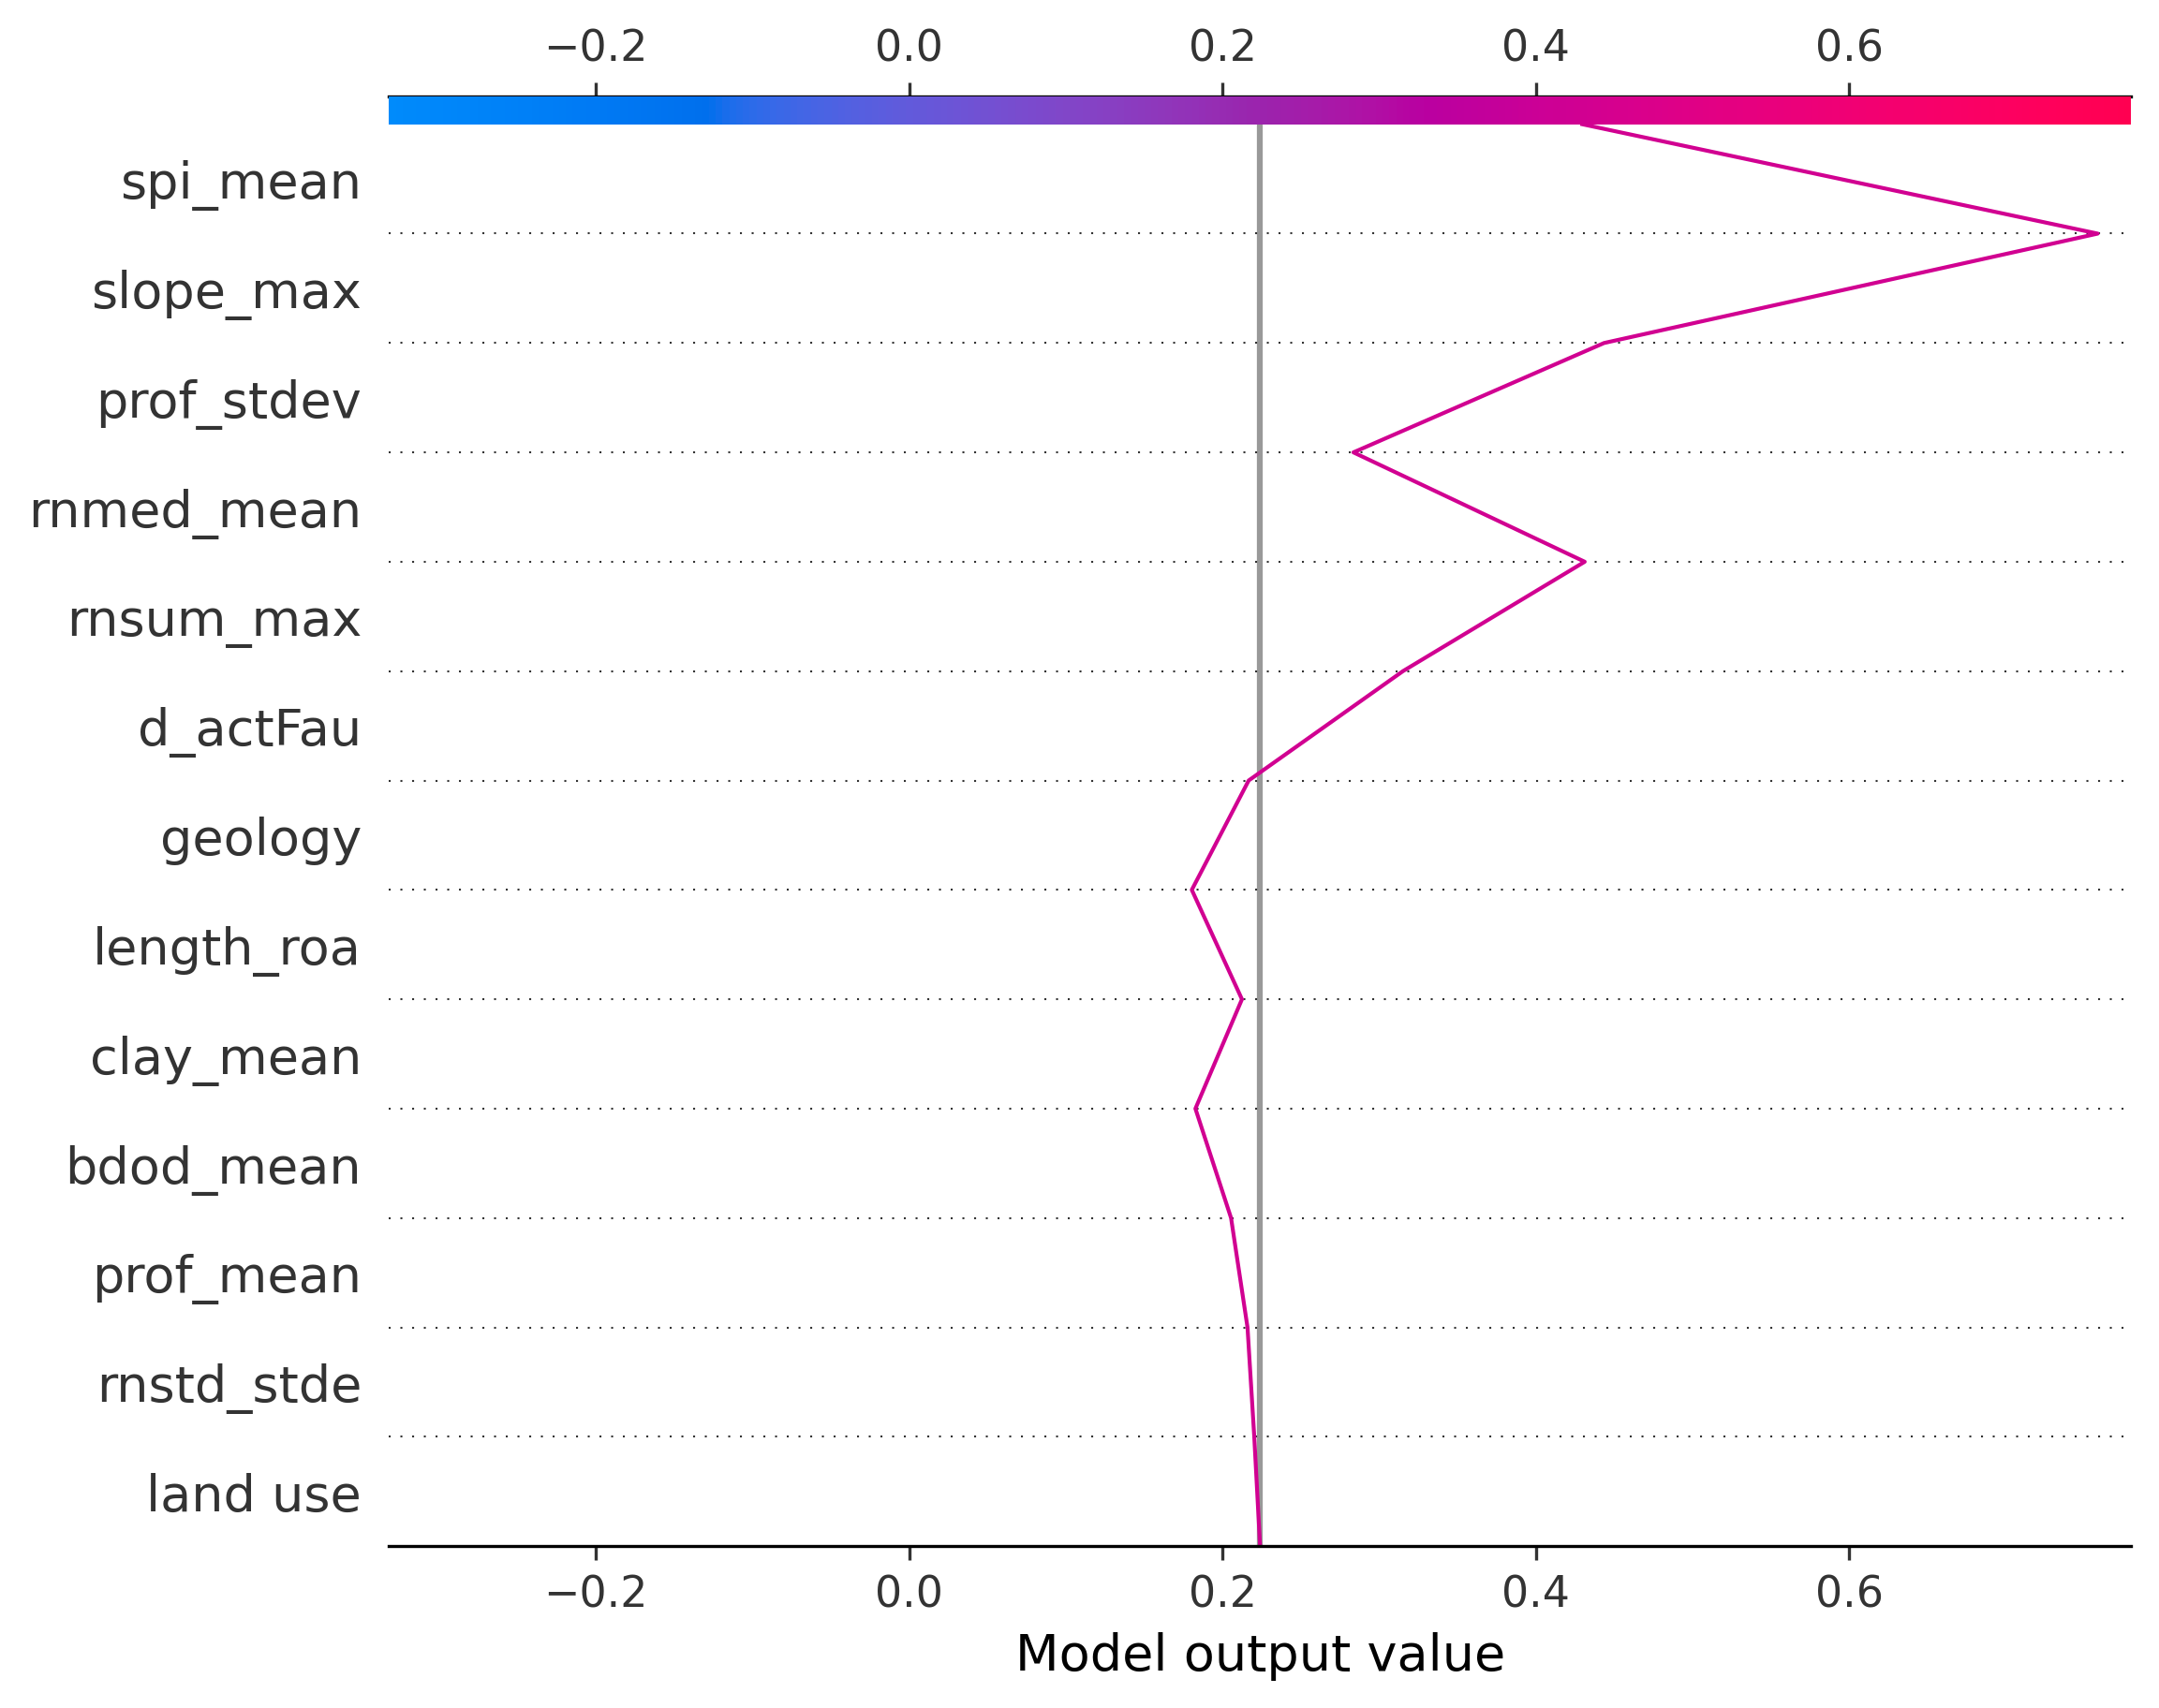 −0.2 0.0 0.2 0.4 0.6
spi_mean
slope_max
prof_stdev
rnmed_mean
rnsum_max
d_actFau
geology
length_roa
clay_mean
bdod_mean
prof_mean
rnstd_stde
land use
−0.2 0.0 0.2 0.4 0.6
Model output value